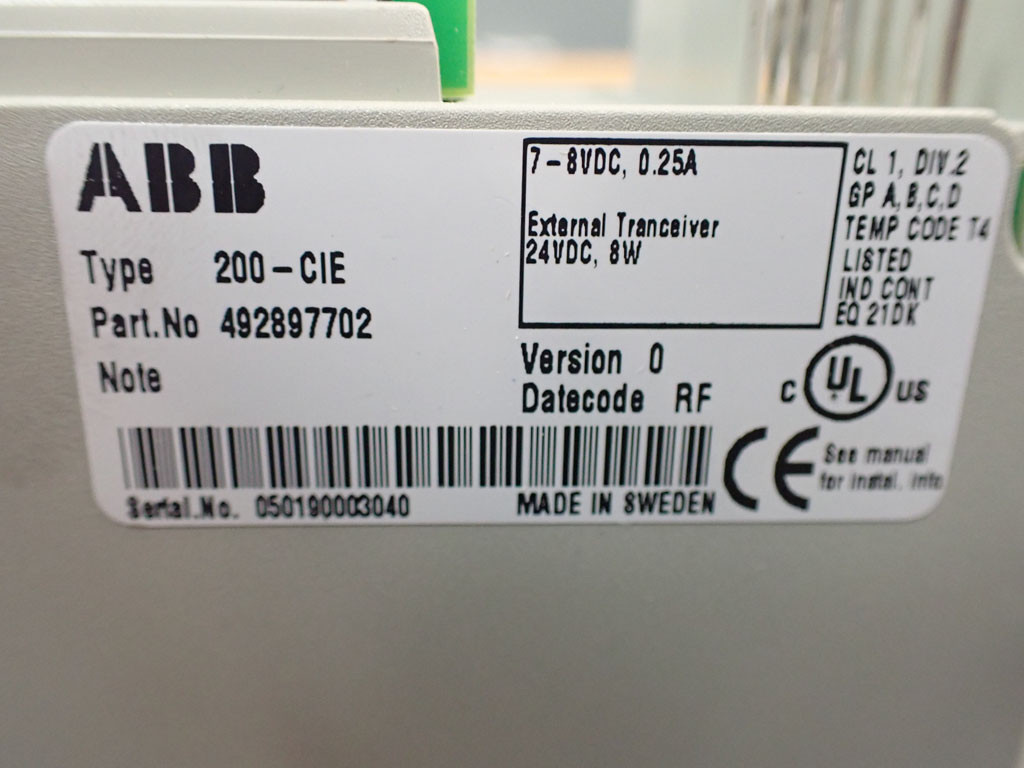 ABB
Type 200-CIE
Part.No 492897702
Note
7-8VDC, 0.25A
External Tranceiver
24VDC, 8W
CL 1, DIV.2
GP A,B,C,D
TEMP CODE T4
LISTED
IND CONT
EQ 21DK
Version 0
Datecode RF
C UL US
CE
See manual
for instal. info
Serial.No. 050190003040
MADE IN SWEDEN